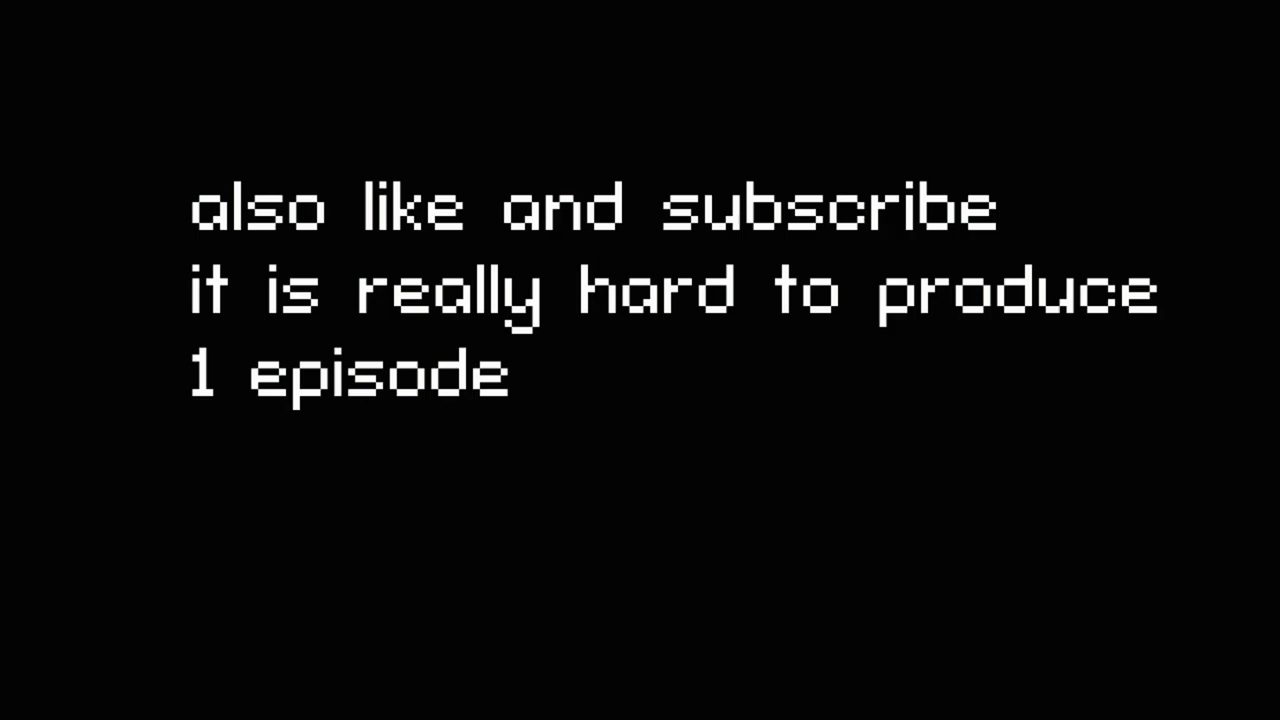 also like and subscribe
it is really hard to produce
1 episode